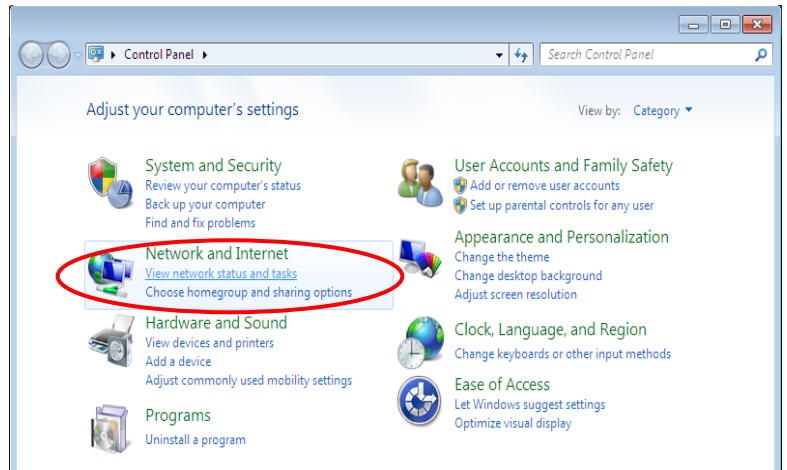 Control Panel
Search Control Panel
Adjust your computer's settings
View by: Category
System and Security
Review your computer's status
Back up your computer
Find and fix problems
Network and Internet
View network status and tasks
Choose homegroup and sharing options
Hardware and Sound
View devices and printers
Add a device
Adjust commonly used mobility settings
Programs
Uninstall a program
User Accounts and Family Safety
Add or remove user accounts
Set up parental controls for any user
Appearance and Personalization
Change the theme
Change desktop background
Adjust screen resolution
Clock, Language, and Region
Change keyboards or other input methods
Ease of Access
Let Windows suggest settings
Optimize visual display